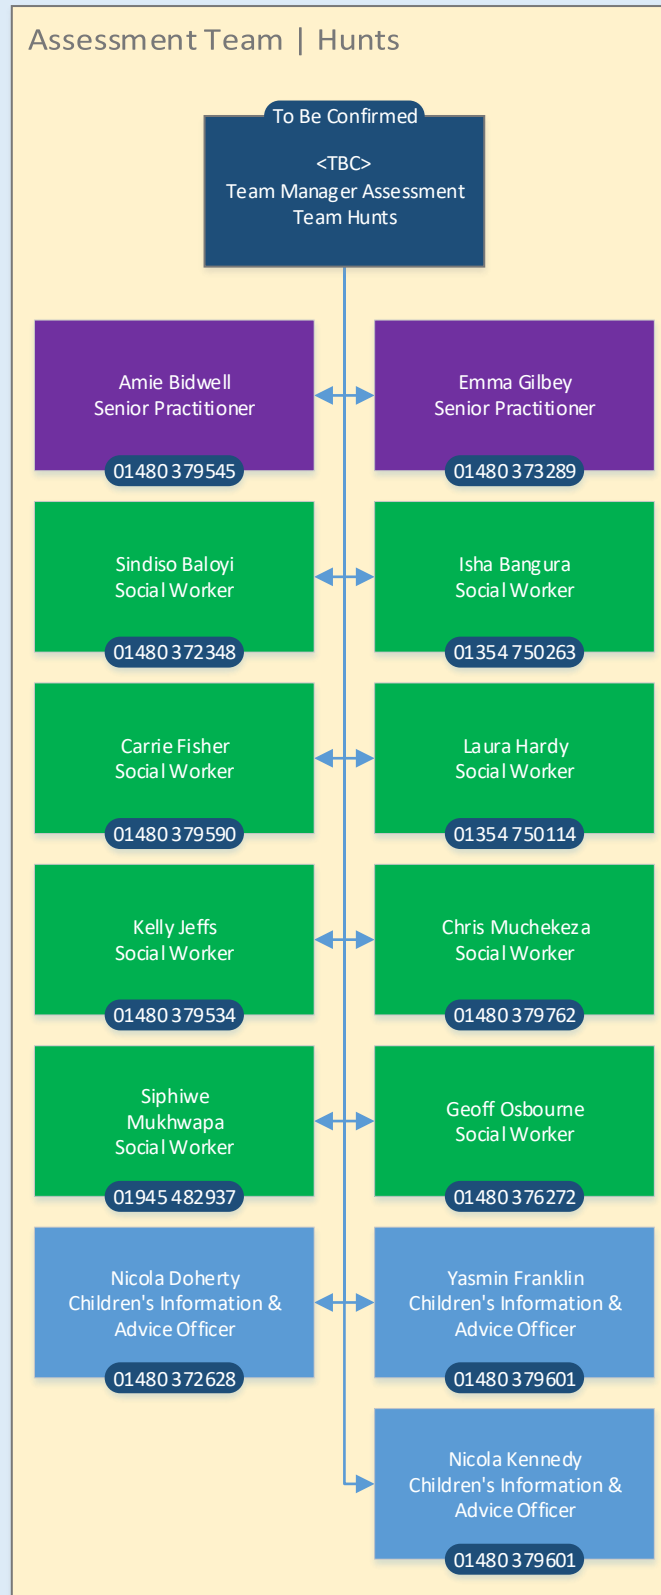 Assessment Team | Hunts
To Be Confirmed
<TBC>
Team Manager Assessment
Team Hunts
Amie Bidwell
Senior Practitioner
01480 379545
Emma Gilbey
Senior Practitioner
01480 373289
Sindiso Baloyi
Social Worker
01480 372348
Isha Bangura
Social Worker
01354 750263
Carrie Fisher
Social Worker
01480 379590
Laura Hardy
Social Worker
01354 750114
Kelly Jeffs
Social Worker
01480 379534
Chris Muchekeza
Social Worker
01480 379762
Siphiwe
Mukhwapa
Social Worker
01945 482937
Geoff Osbourne
Social Worker
01480 376272
Nicola Doherty
Children's Information &
Advice Officer
01480 372628
Yasmin Franklin
Children's Information &
Advice Officer
01480 379601
Nicola Kennedy
Children's Information &
Advice Officer
01480 379601